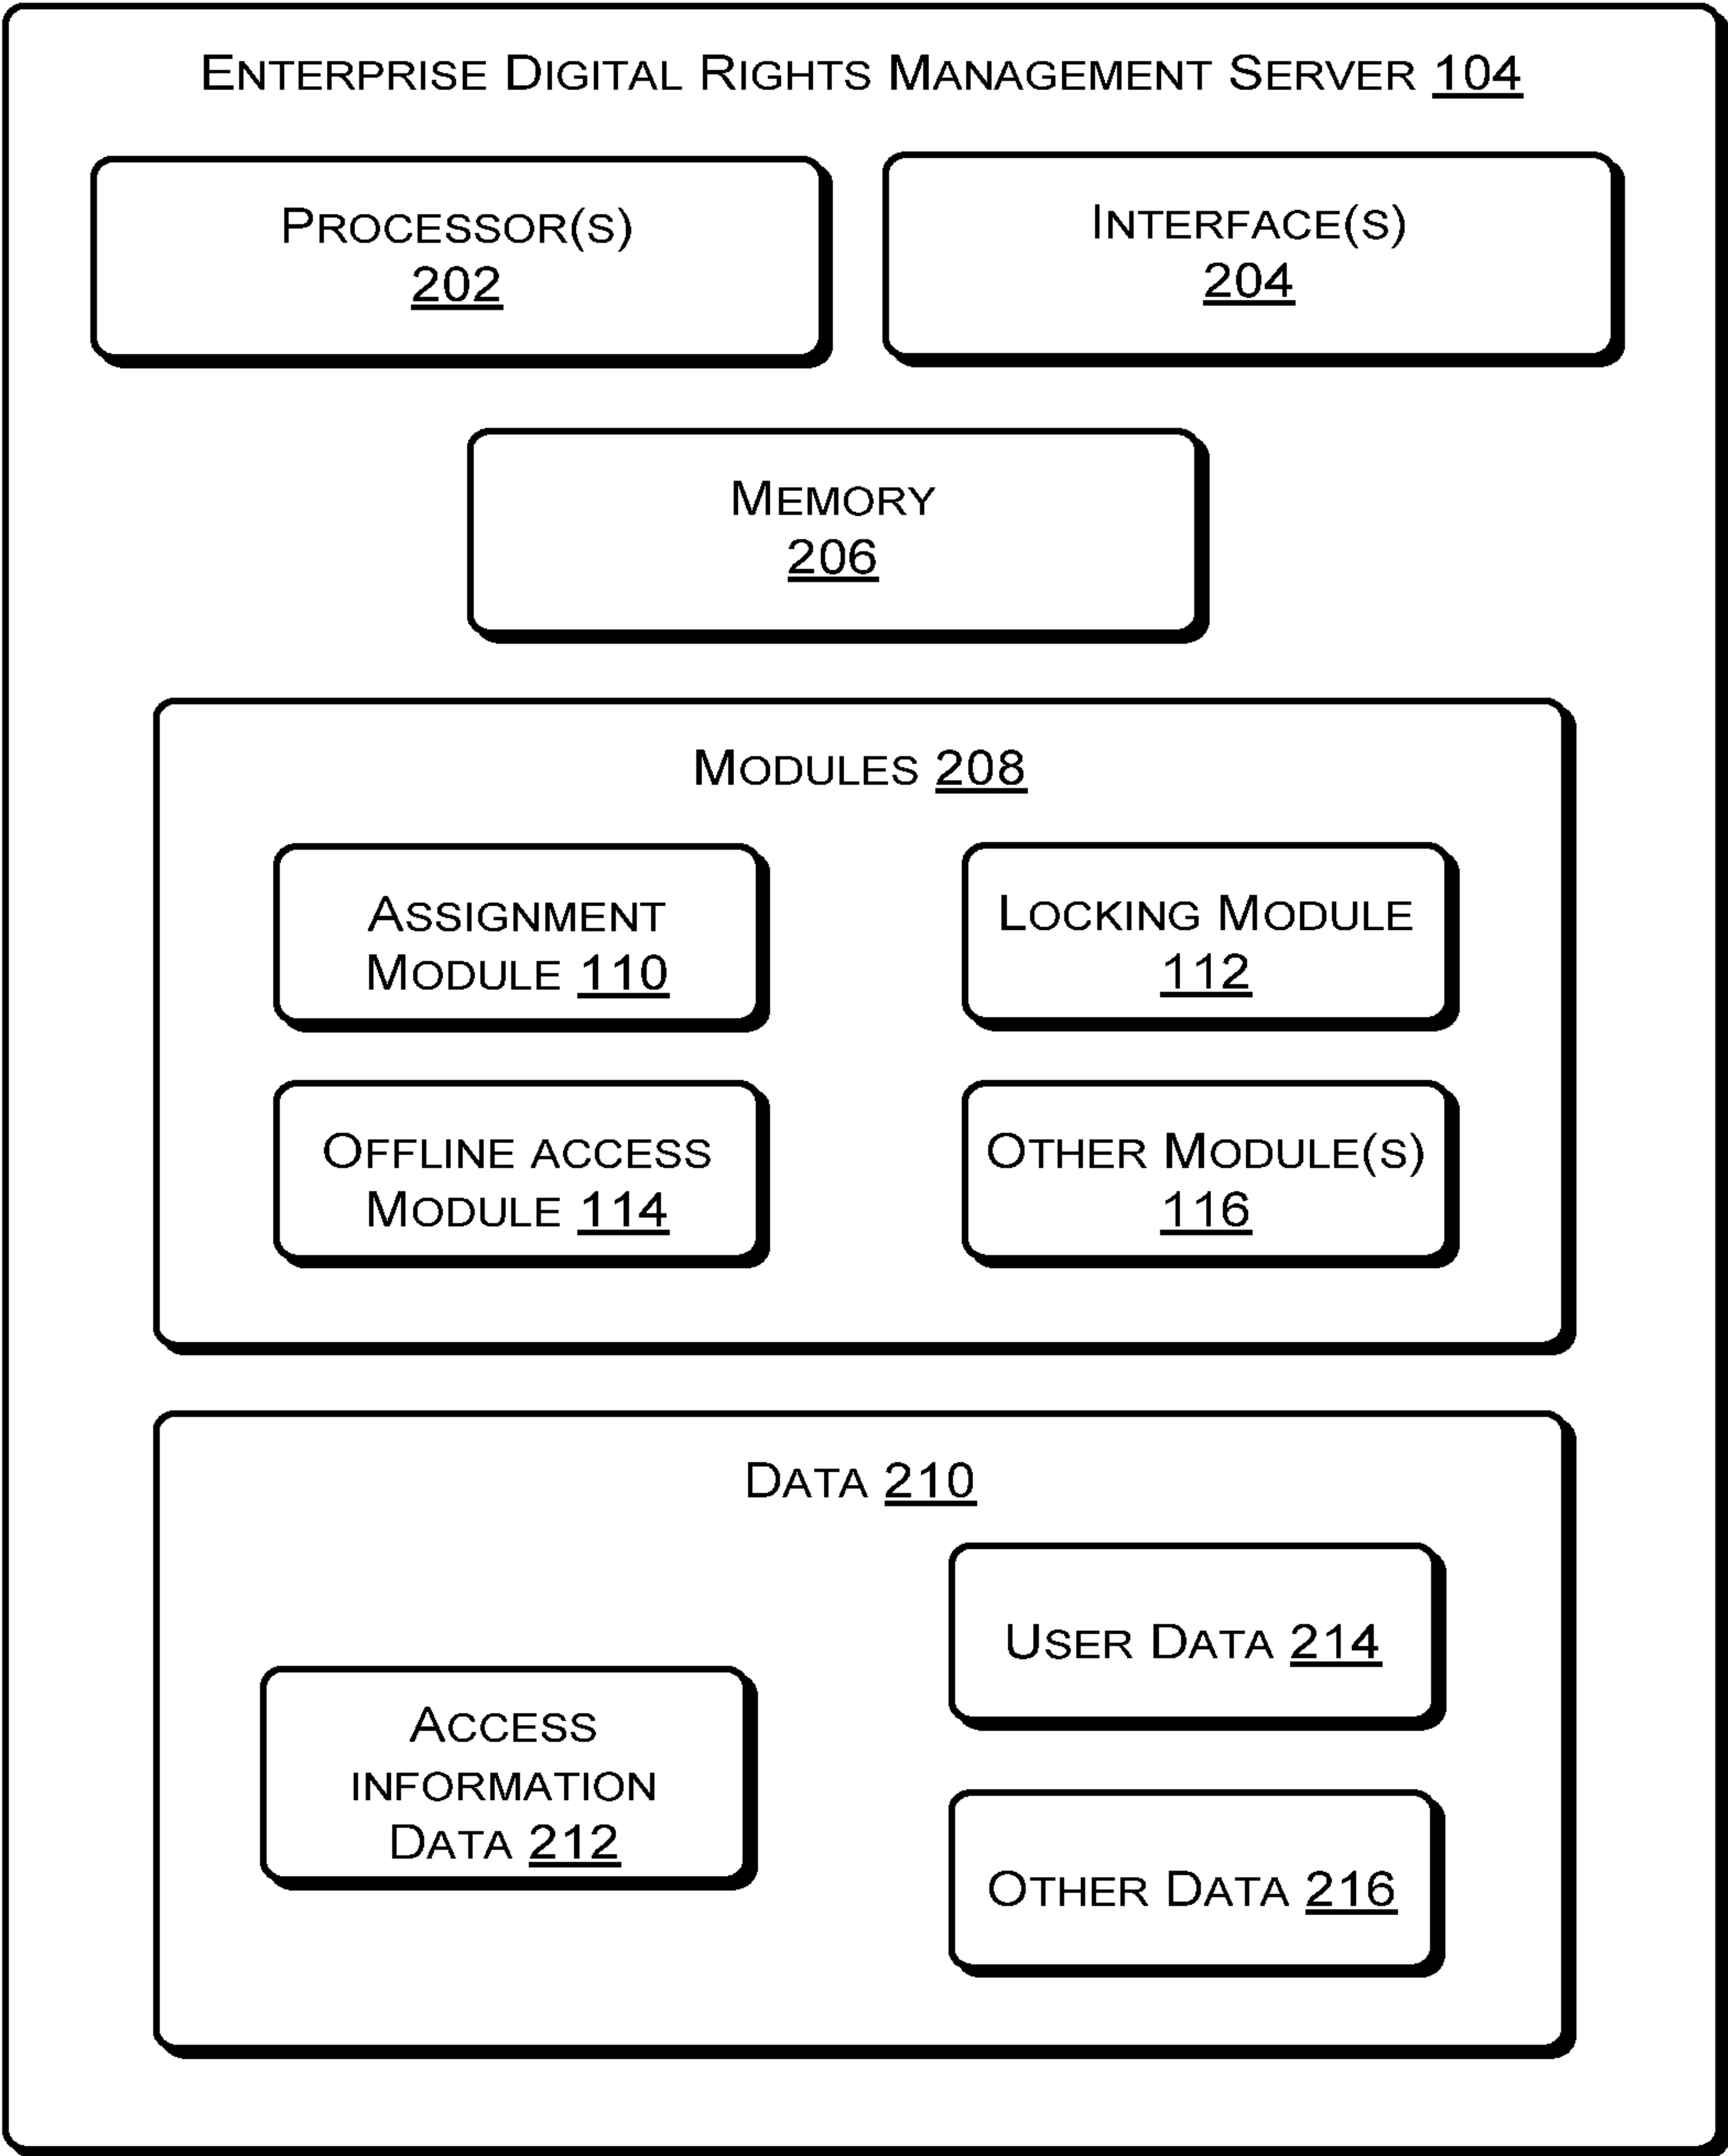 ENTERPRISE DIGITAL RIGHTS MANAGEMENT SERVER 104
PROCESSOR(S)
202
INTERFACE(S)
204
MEMORY
206
MODULES 208
ASSIGNMENT
MODULE 110
LOCKING MODULE
112
OFFLINE ACCESS
MODULE 114
OTHER MODULE(S)
116
DATA 210
ACCESS
INFORMATION
DATA 212
USER DATA 214
OTHER DATA 216